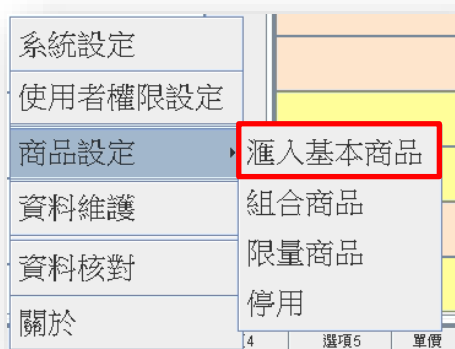 系統設定
使用者權限設定
商品設定
滙入基本商品
組合商品
限量商品
停用
資料維護
資料核對
關於
4
選項5
單價